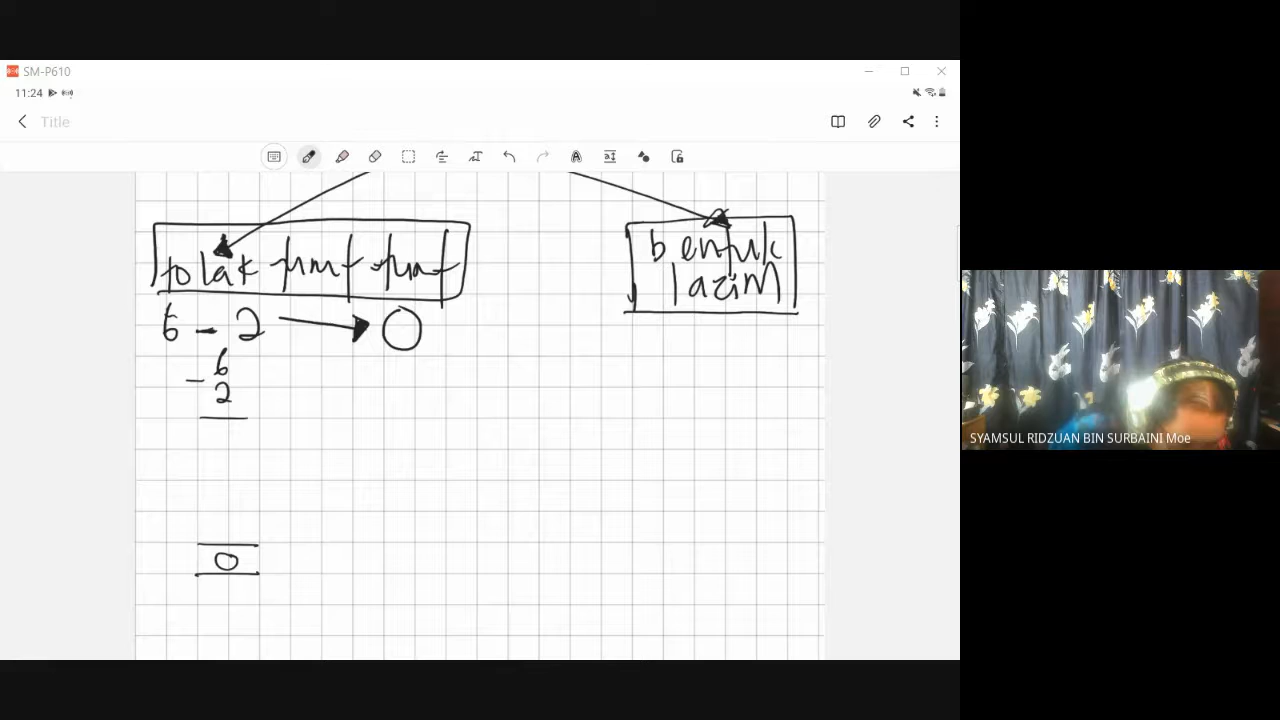 SM-P610
11:24
Title
tolak
bentuk
lazim
6 - 2 → 0
- 6
2
0
SYAMSUL RIDZUAN BIN SURBAINI Moe